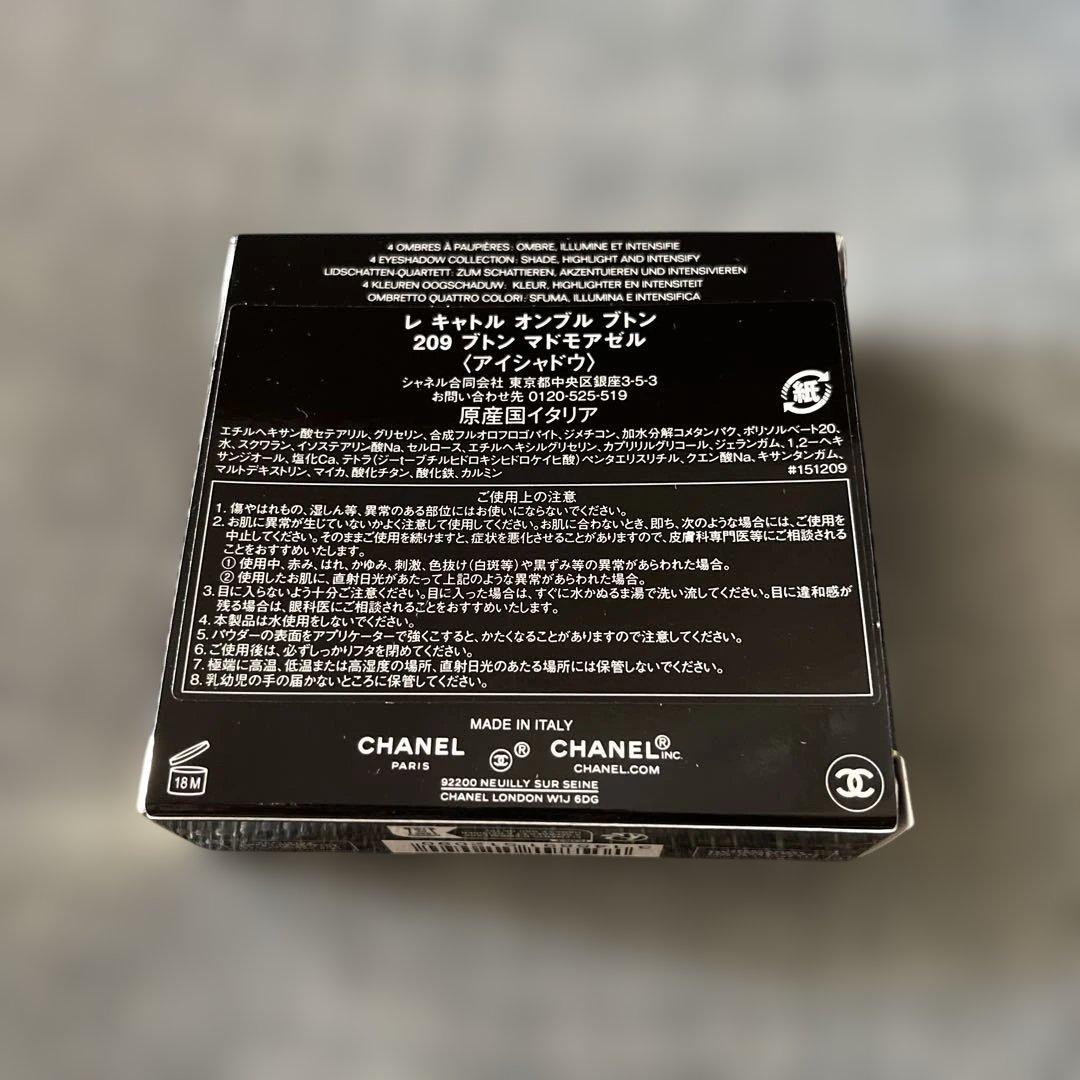 4 OMBRES À PAUPIÈRES: OMBRE, ILLUMINE ET INTENSIFIE
4 EYESHADOW COLLECTION: SHADE, HIGHLIGHT AND INTENSIFY
LIDSCHATTEN-QUARTETT: ZUM SCHATTIEREN, AKZENTUIEREN UND INTENSIVIEREN
4 KLEUREN OOGSCHADUW: KLEUR, HIGHLIGHTER EN INTENSITEIT
OMBRETTO QUATTRO COLORI: SFUMA, ILLUMINA E INTENSIFICA
レ キャトル オンブル ブトン
209 ブトン マドモアゼル
〈アイシャドウ〉
シャネル合同会社 東京都中央区銀座3-5-3
お問い合わせ先 0120-525-519
紙
原産国イタリア
エチルヘキサン酸セテアリル、グリセリン、合成フルオロフロゴパイト、ジメチコン、加水分解コメタンパク、ポリソルベート20、
水、スクワラン、イソステアリン酸Na、セルロース、エチルヘキシルグリセリン、カプリリルグリコール、ジェランガム、1,2-ヘキ
サンジオール、塩化Ca、テトラ(ジ-t-ブチルヒドロキシヒドロケイヒ酸)ペンタエリスリチル、クエン酸Na、キサンタンガム、
マルトデキストリン、マイカ、酸化チタン、酸化鉄、カルミン #151209
ご使用上の注意
1. 傷やはれもの、湿しん等、異常のある部位にはお使いにならないでください。
2. お肌に異常が生じていないかよく注意して使用してください。お肌に合わないとき、即ち、次のような場合には、ご使用を
中止してください。そのままご使用を続けますと、症状を悪化させることがありますので、皮膚科専門医等にご相談される
ことをおすすめいたします。
① 使用中、赤み、はれ、かゆみ、刺激、色抜け(白斑等)や黒ずみ等の異常があらわれた場合。
② 使用したお肌に、直射日光があたって上記のような異常があらわれた場合。
3. 目に入らないよう十分ご注意ください。目に入った場合は、すぐに水かぬるま湯で洗い流してください。目に違和感が
残る場合は、眼科医にご相談されることをおすすめいたします。
4. 本製品は水使用をしないでください。
5. パウダーの表面をアプリケーターで強くこすると、かたくなることがありますので注意してください。
6. ご使用後は、必ずしっかりフタを閉めてください。
7. 極端に高温、低温または高湿度の場所、直射日光のあたる場所には保管しないでください。
8. 乳幼児の手の届かないところに保管してください。
MADE IN ITALY
CHANEL ® CHANEL® INC.
PARIS CHANEL.COM
18 M
92200 NEUILLY SUR SEINE
CHANEL LONDON W1J 6DG